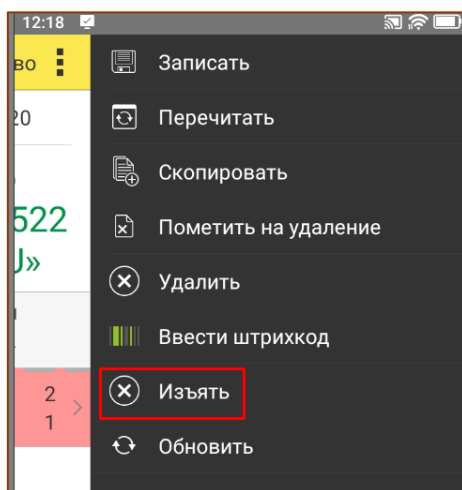 12:18
во
Записать
20
Перечитать
Скопировать
522
Пометить на удаление
J»
Удалить
Ввести штрихкод
2
Изъять
1
Обновить